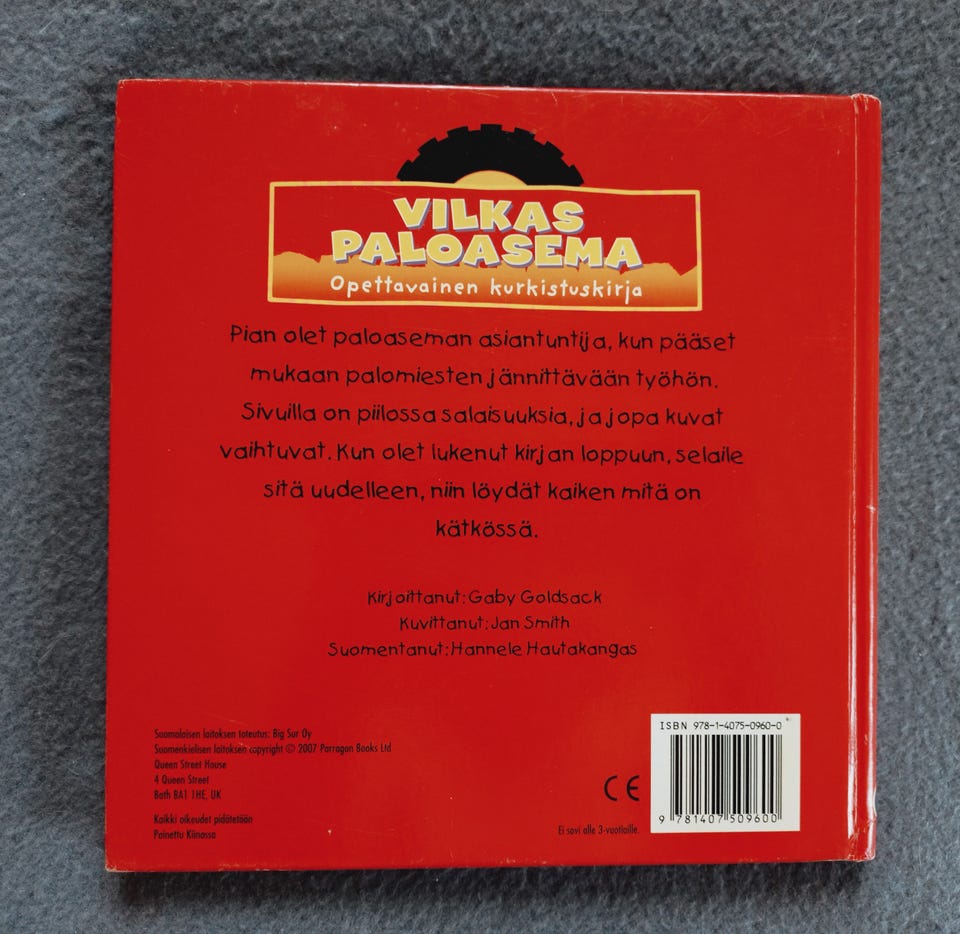 VILKAS
PALOASEMA
Opettavainen kurkistuskirja
Pian olet paloaseman asiantuntija, kun pääset
mukaan palomiesten jännittävään työhön.
Sivuilla on piilossa salaisuuksia, ja jopa kuvat
vaihtuvat. Kun olet lukenut kirjan loppuun, selaile
sitä uudelleen, niin löydät kaiken mitä on
kätkössä.
Kirjoittanut: Gaby Goldsack
Kuvittanut: Jan Smith
Suomentanut: Hannele Hautakangas
Suomalaisen laitoksen toteutus: Big Sur Oy
Suomenkielisen laitoksen copyright © 2007 Parragon Books Ltd
Queen Street House
4 Queen Street
Bath BA1 1HE, UK
Kaikki oikeudet pidätetään
Painettu Kiinassa
CE
Ei sovi alle 3-vuotiaille.
ISBN 978-1-4075-0960-0
9 781407 509600